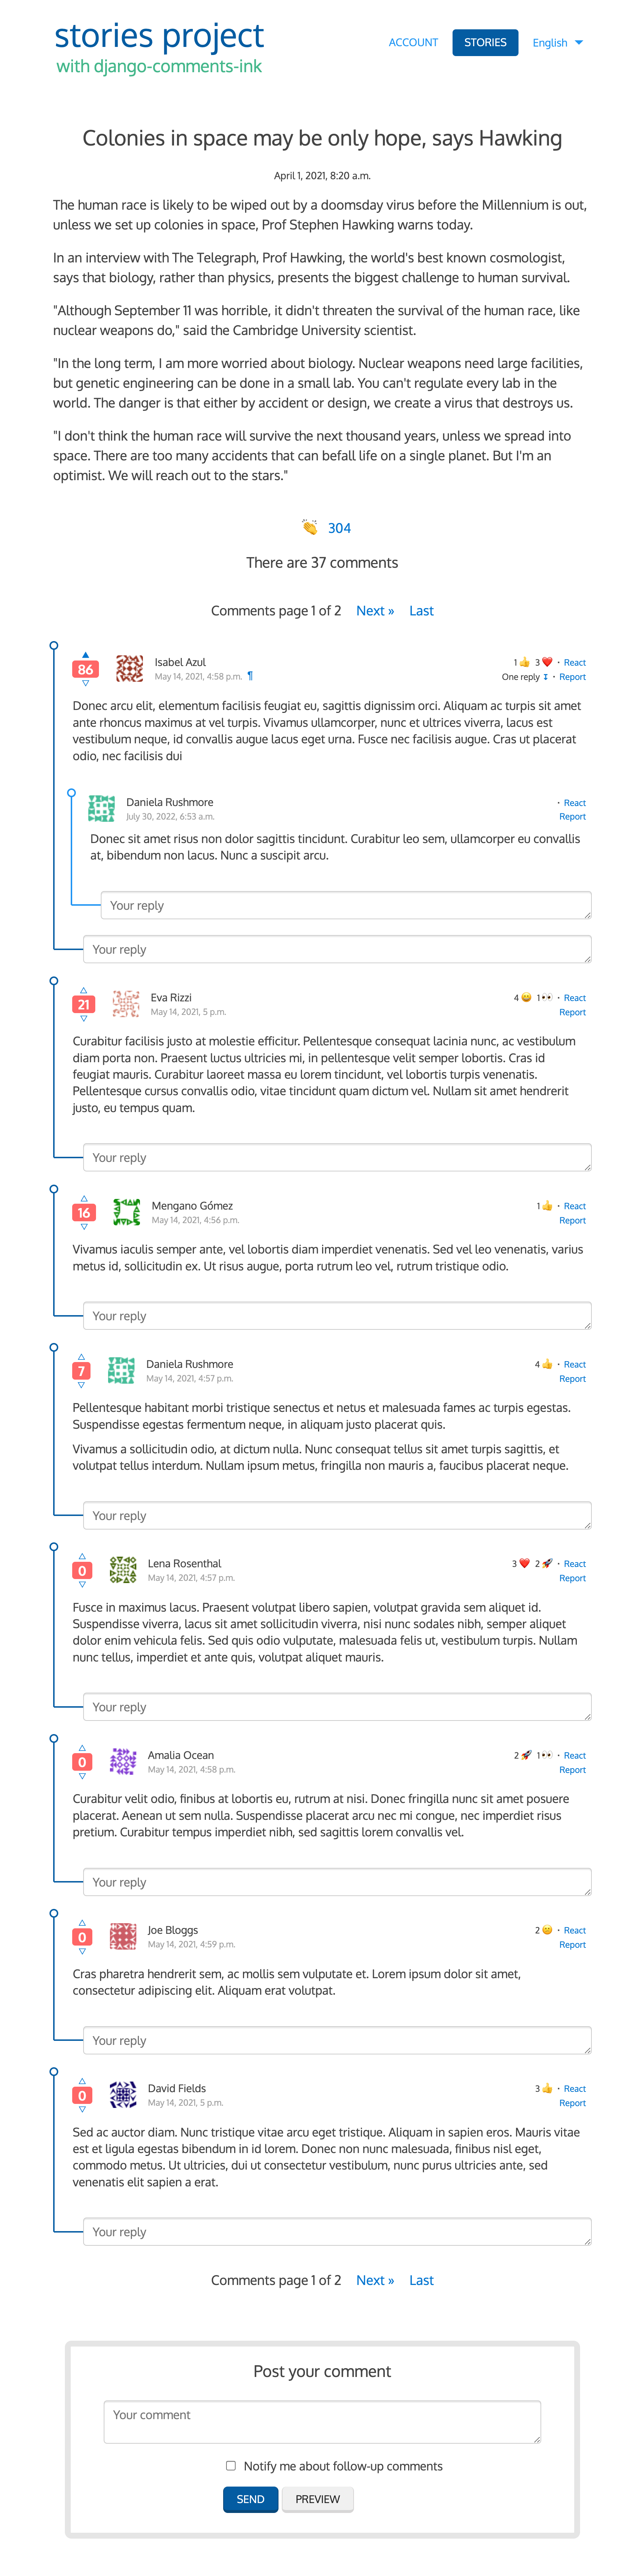 stories project
with django-comments-ink
ACCOUNT STORIES English
Colonies in space may be only hope, says Hawking
April 1, 2021, 8:20 a.m.
The human race is likely to be wiped out by a doomsday virus before the Millennium is out,
unless we set up colonies in space, Prof Stephen Hawking warns today.
In an interview with The Telegraph, Prof Hawking, the world's best known cosmologist,
says that biology, rather than physics, presents the biggest challenge to human survival.
"Although September 11 was horrible, it didn't threaten the survival of the human race, like
nuclear weapons do," said the Cambridge University scientist.
"In the long term, I am more worried about biology. Nuclear weapons need large facilities,
but genetic engineering can be done in a small lab. You can't regulate every lab in the
world. The danger is that either by accident or design, we create a virus that destroys us.
"I don't think the human race will survive the next thousand years, unless we spread into
space. There are too many accidents that can befall life on a single planet. But I'm an
optimist. We will reach out to the stars."
👏 304
There are 37 comments
Comments page 1 of 2 Next » Last
86 Isabel Azul 1 👍 3 ❤️ · React
May 14, 2021, 4:58 p.m. ¶ One reply ↧ · Report
Donec arcu elit, elementum facilisis feugiat eu, sagittis dignissim orci. Aliquam ac turpis sit amet
ante rhoncus maximus at vel turpis. Vivamus ullamcorper, nunc et ultrices viverra, lacus est
vestibulum neque, id convallis augue lacus eget urna. Fusce nec facilisis augue. Cras ut placerat
odio, nec facilisis dui
Daniela Rushmore · React
July 30, 2022, 6:53 a.m. Report
Donec sit amet risus non dolor sagittis tincidunt. Curabitur leo sem, ullamcorper eu convallis
at, bibendum non lacus. Nunc a suscipit arcu.
Your reply
Your reply
21 Eva Rizzi 4 😄 1 👀 · React
May 14, 2021, 5 p.m. Report
Curabitur facilisis justo at molestie efficitur. Pellentesque consequat lacinia nunc, ac vestibulum
diam porta non. Praesent luctus ultricies mi, in pellentesque velit semper lobortis. Cras id
feugiat mauris. Curabitur laoreet massa eu lorem tincidunt, vel lobortis turpis venenatis.
Pellentesque cursus convallis odio, vitae tincidunt quam dictum vel. Nullam sit amet hendrerit
justo, eu tempus quam.
Your reply
16 Mengano Gómez 1 👍 · React
May 14, 2021, 4:56 p.m. Report
Vivamus iaculis semper ante, vel lobortis diam imperdiet venenatis. Sed vel leo venenatis, varius
metus id, sollicitudin ex. Ut risus augue, porta rutrum leo vel, rutrum tristique odio.
Your reply
7 Daniela Rushmore 4 👍 · React
May 14, 2021, 4:57 p.m. Report
Pellentesque habitant morbi tristique senectus et netus et malesuada fames ac turpis egestas.
Suspendisse egestas fermentum neque, in aliquam justo placerat quis.
Vivamus a sollicitudin odio, at dictum nulla. Nunc consequat tellus sit amet turpis sagittis, et
volutpat tellus interdum. Nullam ipsum metus, fringilla non mauris a, faucibus placerat neque.
Your reply
0 Lena Rosenthal 3 ❤️ 2 🚀 · React
May 14, 2021, 4:57 p.m. Report
Fusce in maximus lacus. Praesent volutpat libero sapien, volutpat gravida sem aliquet id.
Suspendisse viverra, lacus sit amet sollicitudin viverra, nisi nunc sodales nibh, semper aliquet
dolor enim vehicula felis. Sed quis odio vulputate, malesuada felis ut, vestibulum turpis. Nullam
nunc tellus, imperdiet et ante quis, volutpat aliquet mauris.
Your reply
0 Amalia Ocean 2 🚀 1 👀 · React
May 14, 2021, 4:58 p.m. Report
Curabitur velit odio, finibus at lobortis eu, rutrum at nisi. Donec fringilla nunc sit amet posuere
placerat. Aenean ut sem nulla. Suspendisse placerat arcu nec mi congue, nec imperdiet risus
pretium. Curabitur tempus imperdiet nibh, sed sagittis lorem convallis vel.
Your reply
0 Joe Bloggs 2 😕 · React
May 14, 2021, 4:59 p.m. Report
Cras pharetra hendrerit sem, ac mollis sem vulputate et. Lorem ipsum dolor sit amet,
consectetur adipiscing elit. Aliquam erat volutpat.
Your reply
0 David Fields 3 👍 · React
May 14, 2021, 5 p.m. Report
Sed ac auctor diam. Nunc tristique vitae arcu eget tristique. Aliquam in sapien eros. Mauris vitae
est et ligula egestas bibendum in id lorem. Donec non nunc malesuada, finibus nisl eget,
commodo metus. Ut ultricies, dui ut consectetur vestibulum, nunc purus ultricies ante, sed
venenatis elit sapien a erat.
Your reply
Comments page 1 of 2 Next » Last
Post your comment
Your comment
Notify me about follow-up comments
SEND PREVIEW